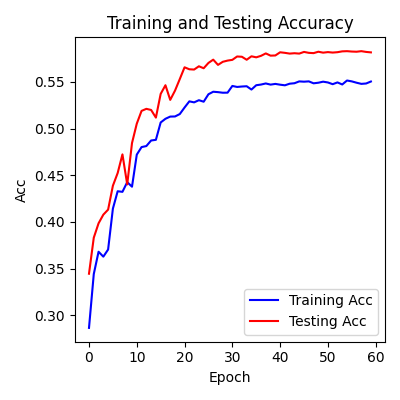 Training and Testing Accuracy
Acc
0.55
0.50
0.45
0.40
0.35
0.30
Training Acc
Testing Acc
0 10 20 30 40 50 60
Epoch